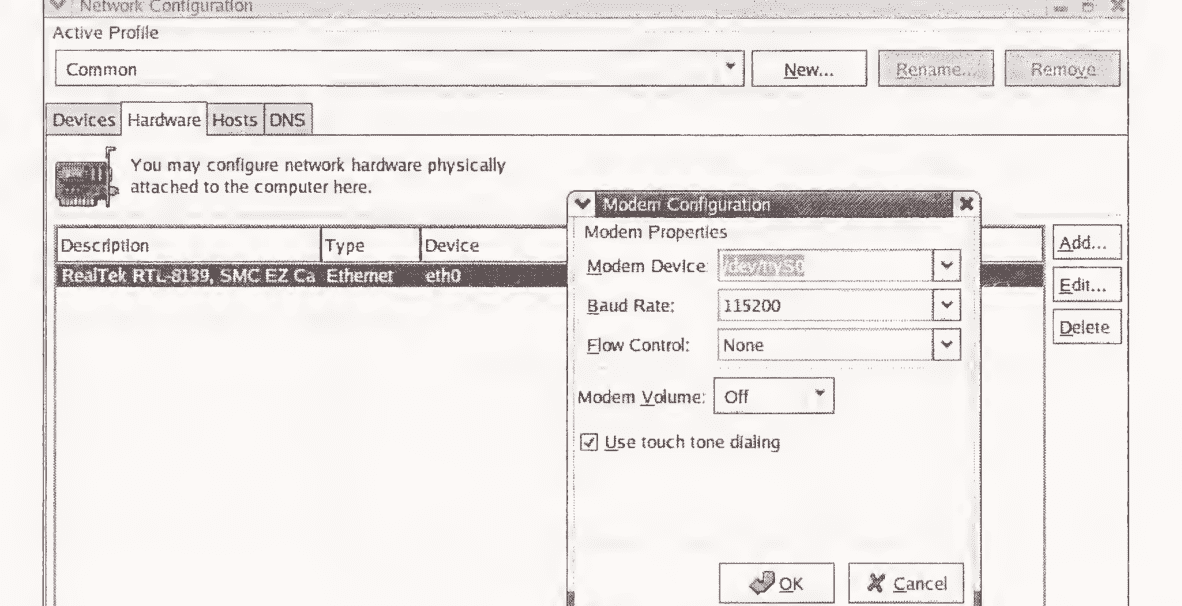 Network Configuration
Active Profile
Common
New...
Rename...
Remove
Devices
Hardware
Hosts
DNS
You may configure network hardware physically
attached to the computer here.
Description
Type
Device
RealTek RTL-8139, SMC EZ Ca
Ethernet
eth0
Add...
Edit...
Delete
Modem Configuration
Modem Properties
Modem Device:
/dev/ttyS0
Baud Rate:
115200
Flow Control:
None
Modem Volume:
Off
Use touch tone dialing
OK
Cancel